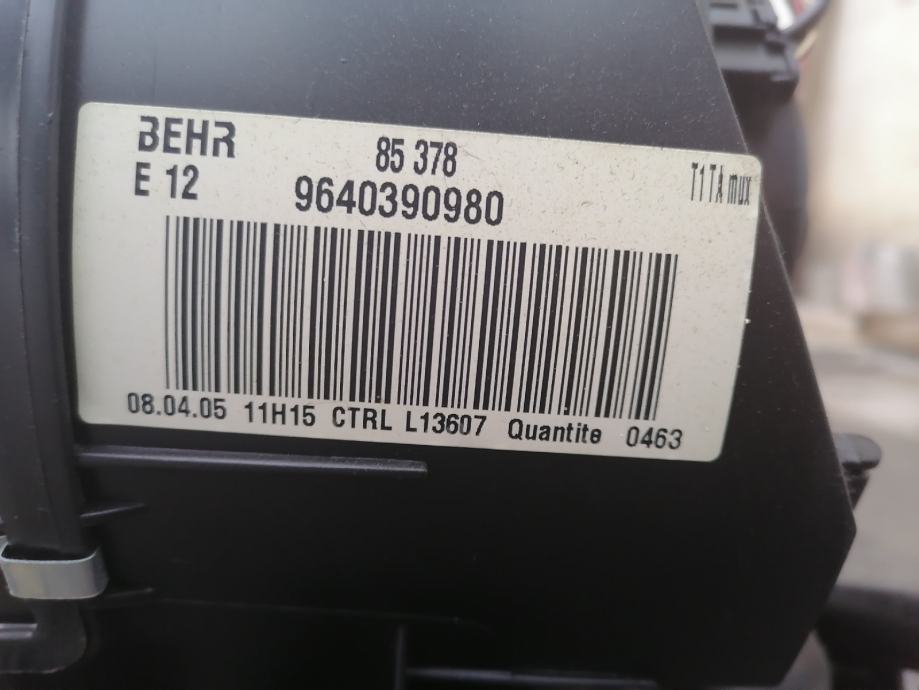 BEHR 85 378 T1 TA mux
E 12 9640390980
08.04.05 11H15 CTRL L13607 Quantite 0463